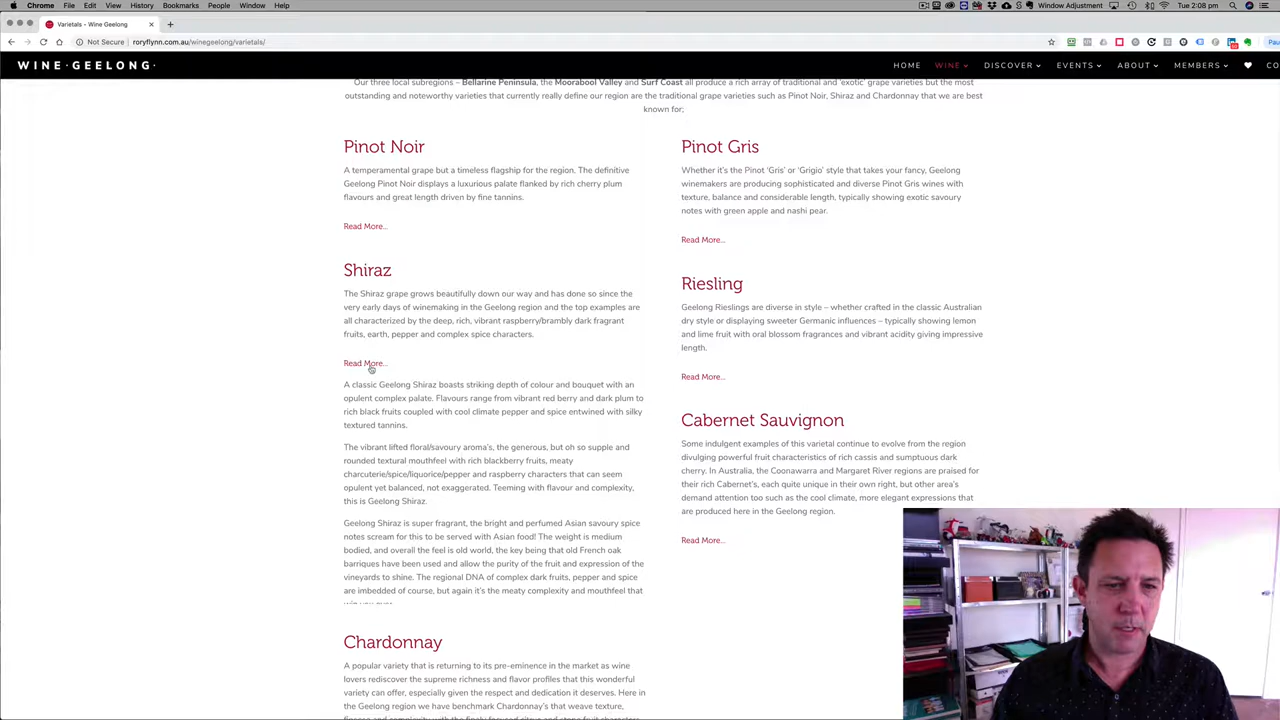 Chrome File Edit View History Bookmarks People Window Help
Window Adjustment
Tue 2:08 pm
Varietals - Wine Geelong
Not Secure | roryflynn.com.au/winegeelong/varietals/
WINE·GEELONG·
HOME WINE DISCOVER EVENTS ABOUT MEMBERS CO
Our three local subregions – Bellarine Peninsula, the Moorabool Valley and Surf Coast all produce a rich array of traditional and 'exotic' grape varieties but the most
outstanding and noteworthy varieties that currently really define our region are the traditional grape varieties such as Pinot Noir, Shiraz and Chardonnay that we are best
known for;
Pinot Noir
A temperamental grape but a timeless flagship for the region. The definitive
Geelong Pinot Noir displays a luxurious palate flanked by rich cherry plum
flavours and great length driven by fine tannins.
Read More...
Shiraz
The Shiraz grape grows beautifully down our way and has done so since the
very early days of winemaking in the Geelong region and the top examples are
all characterized by the deep, rich, vibrant raspberry/brambly dark fragrant
fruits, earth, pepper and complex spice characters.
Read More...
A classic Geelong Shiraz boasts striking depth of colour and bouquet with an
opulent complex palate. Flavours range from vibrant red berry and dark plum to
rich black fruits coupled with cool climate pepper and spice entwined with silky
textured tannins.
The vibrant lifted floral/savoury aroma's, the generous, but oh so supple and
rounded textural mouthfeel with rich blackberry fruits, meaty
charcuterie/spice/liquorice/pepper and raspberry characters that can seem
opulent yet balanced, not exaggerated. Teeming with flavour and complexity,
this is Geelong Shiraz.
Geelong Shiraz is super fragrant, the bright and perfumed Asian savoury spice
notes scream for this to be served with Asian food! The weight is medium
bodied, and overall the feel is old world, the key being that old French oak
barriques have been used and allow the purity of the fruit and expression of the
vineyards to shine. The regional DNA of complex dark fruits, pepper and spice
are imbedded of course, but again it's the meaty complexity and mouthfeel that
Chardonnay
A popular variety that is returning to its pre-eminence in the market as wine
lovers rediscover the supreme richness and flavor profiles that this wonderful
variety can offer, especially given the respect and dedication it deserves. Here in
the Geelong region we have benchmark Chardonnay's that weave texture,
Pinot Gris
Whether it's the Pinot 'Gris' or 'Grigio' style that takes your fancy, Geelong
winemakers are producing sophisticated and diverse Pinot Gris wines with
texture, balance and considerable length, typically showing exotic savoury
notes with green apple and nashi pear.
Read More...
Riesling
Geelong Rieslings are diverse in style – whether crafted in the classic Australian
dry style or displaying sweeter Germanic influences – typically showing lemon
and lime fruit with oral blossom fragrances and vibrant acidity giving impressive
length.
Read More...
Cabernet Sauvignon
Some indulgent examples of this varietal continue to evolve from the region
divulging powerful fruit characteristics of rich cassis and sumptuous dark
cherry. In Australia, the Coonawarra and Margaret River regions are praised for
their rich Cabernet's, each quite unique in their own right, but other area's
demand attention too such as the cool climate, more elegant expressions that
are produced here in the Geelong region.
Read More...